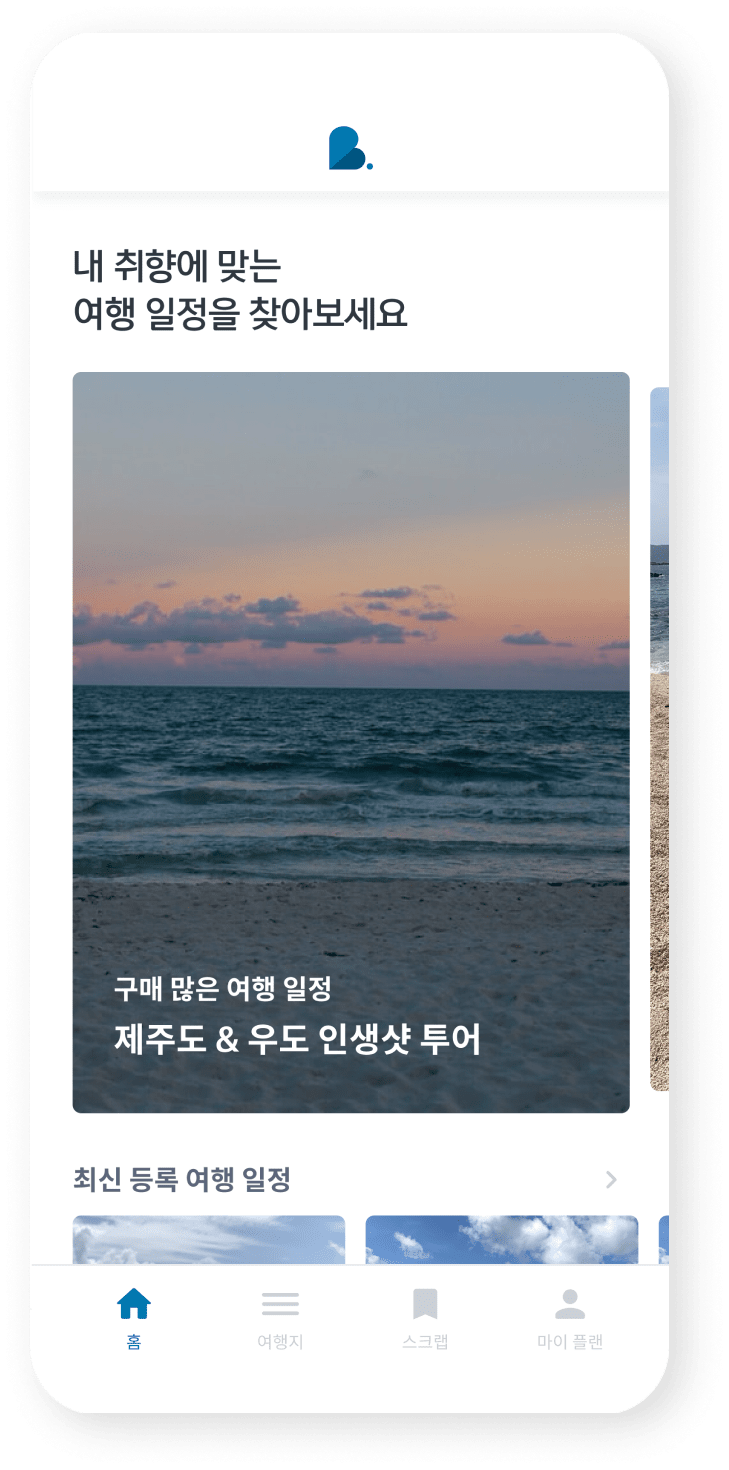 B.
내 취향에 맞는
여행 일정을 찾아보세요
구매 많은 여행 일정
제주도 & 우도 인생샷 투어
최신 등록 여행 일정
홈
여행지
스크랩
마이 플랜